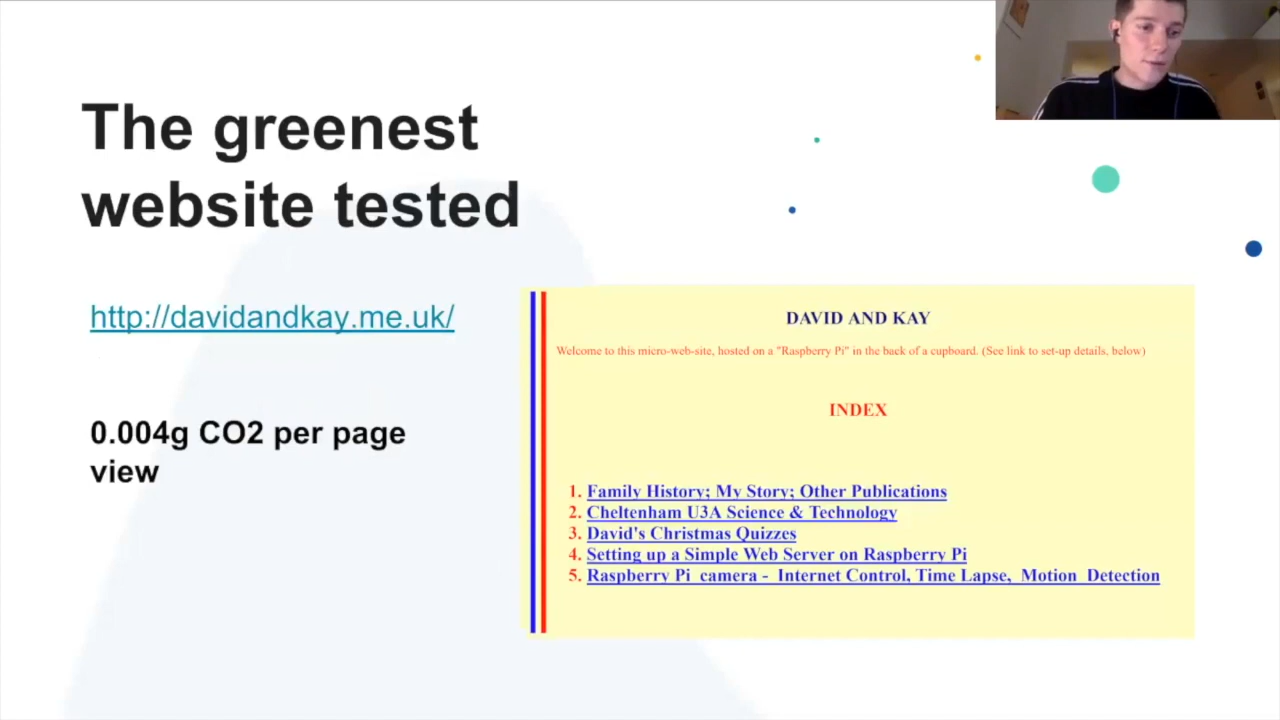 The greenest
website tested
http://davidandkay.me.uk/
0.004g CO2 per page
view
DAVID AND KAY
Welcome to this micro-web-site, hosted on a "Raspberry Pi" in the back of a cupboard. (See link to set-up details, below)
INDEX
1. Family History; My Story; Other Publications
2. Cheltenham U3A Science & Technology
3. David's Christmas Quizzes
4. Setting up a Simple Web Server on Raspberry Pi
5. Raspberry Pi camera - Internet Control, Time Lapse, Motion Detection